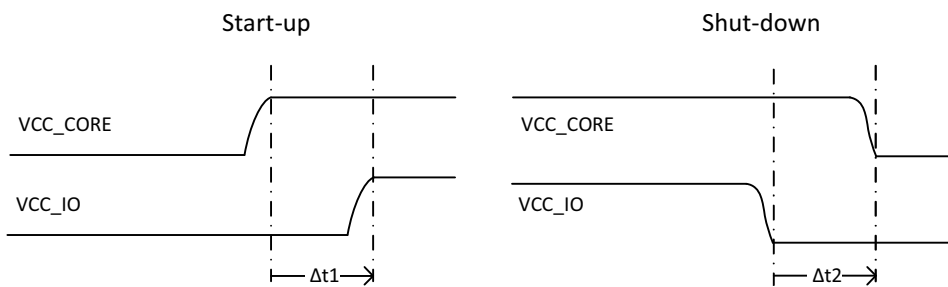 Start-up
Shut-down
VCC_CORE
VCC_CORE
VCC_IO
VCC_IO
Δt1
Δt2